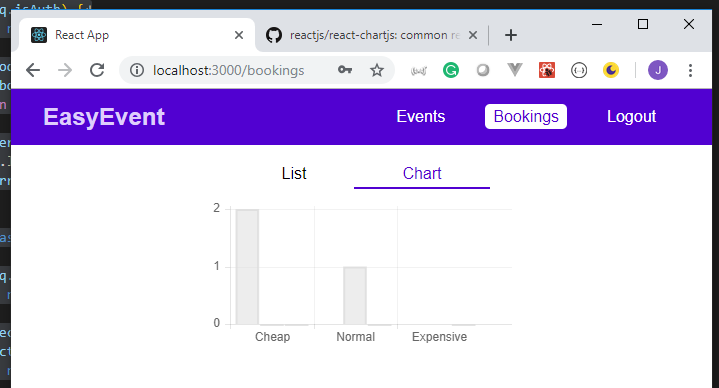 q.isAuth) {
React App
reactjs/react-chartjs: common re
localhost:3000/bookings
J
EasyEvent
Events
Bookings
Logout
List
Chart
2
1
0
Cheap
Normal
Expensive